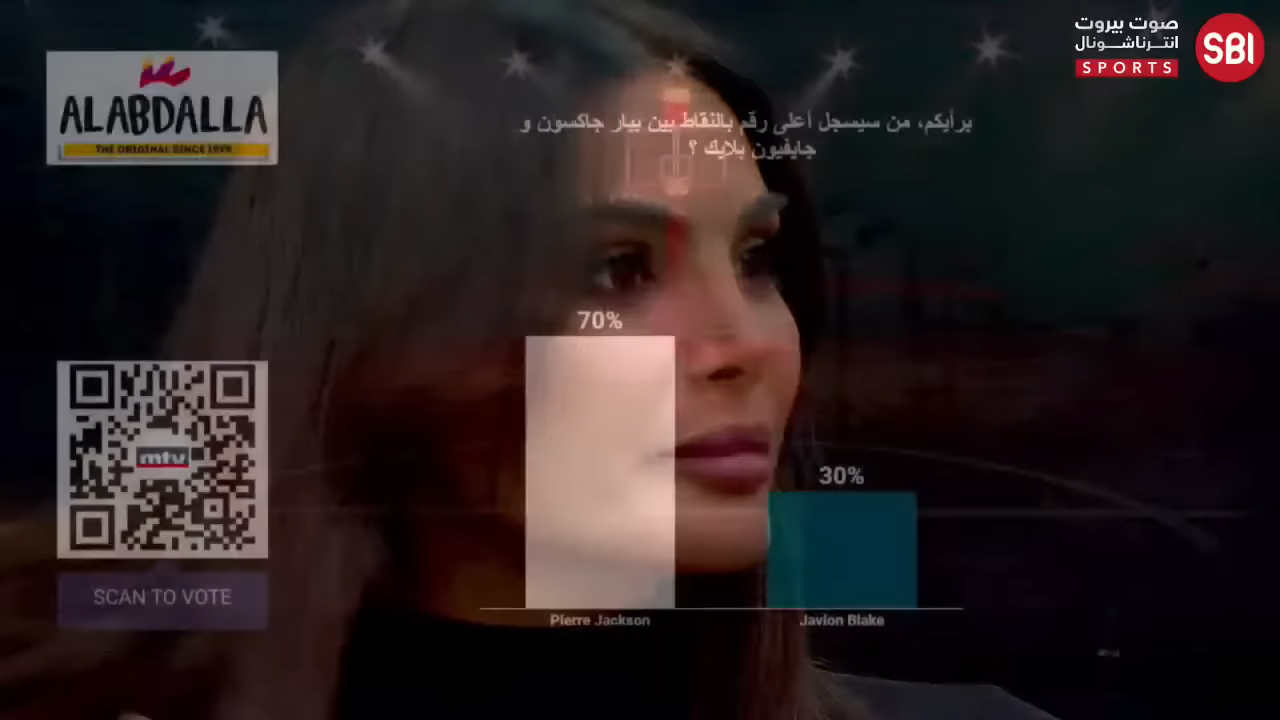 صوت بيروت
انترناشونال
SPORTS
SBI
ALABDALLA
THE ORIGINAL SINCE 1979
برأيكم، من سيسجل أعلى رقم بالنقاط بين بيار جاكسون و
جايفيون بلايك ؟
70%
30%
mtv
SCAN TO VOTE
Pierre Jackson
Javion Blake